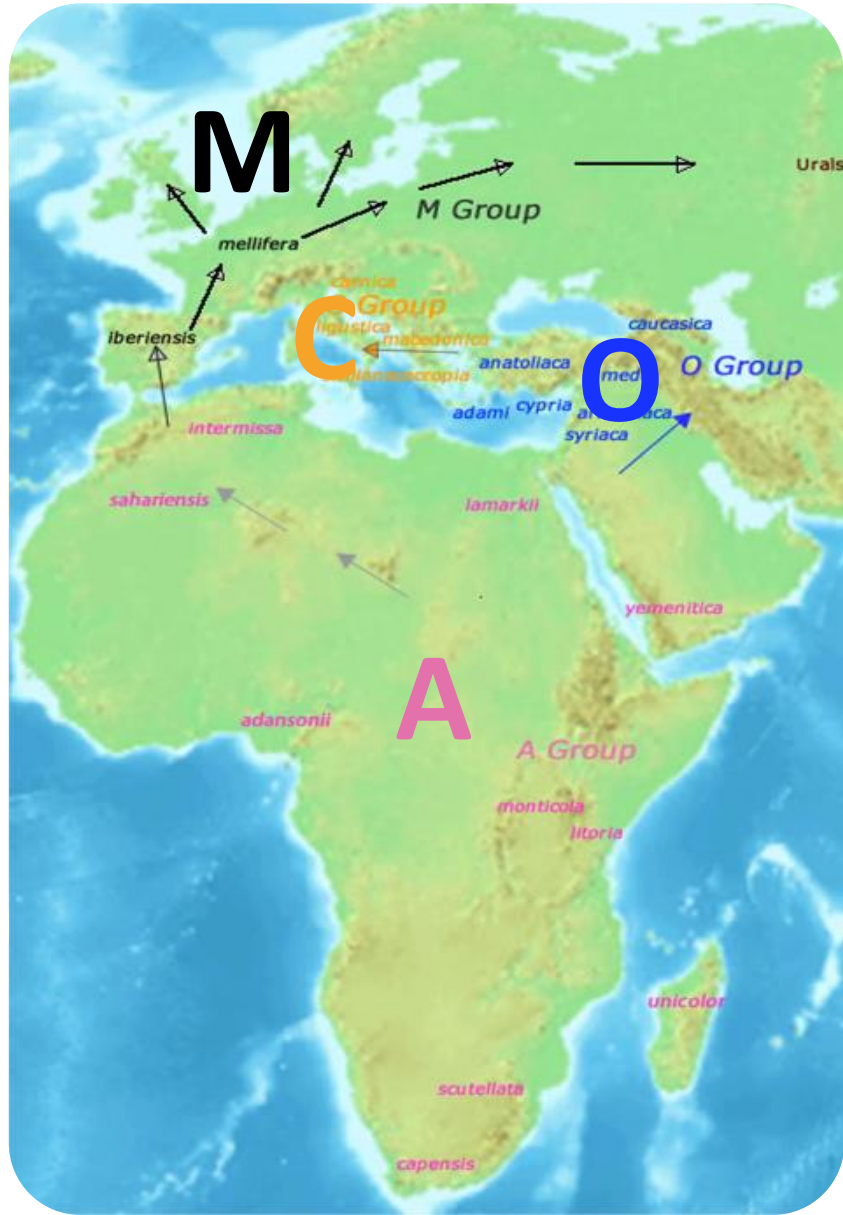 M
Urals
M Group
mellifera
carnica
C Group
ligustica
caucasica
iberiensis
macedonica
anatoliaca
O
O Group
adami
cypria
syriaca
intermissa
sahariensis
lamarkii
yemenitica
A
adansonii
A Group
monticola
litoria
unicolor
scutellata
capensis